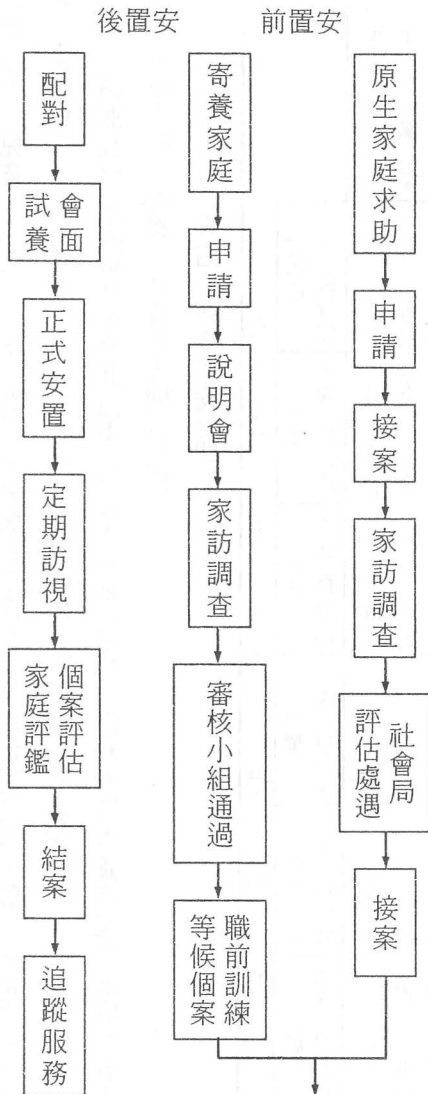 安置前
原生家庭求助
申請
接案
家訪調查
社會局
評估處遇
接案
寄養家庭
申請
說明會
家訪調查
審核小組通過
職前訓練
等候個案
安置後
配對
會面
試養
正式安置
定期訪視
個案評估
家庭評鑑
結案
追蹤服務